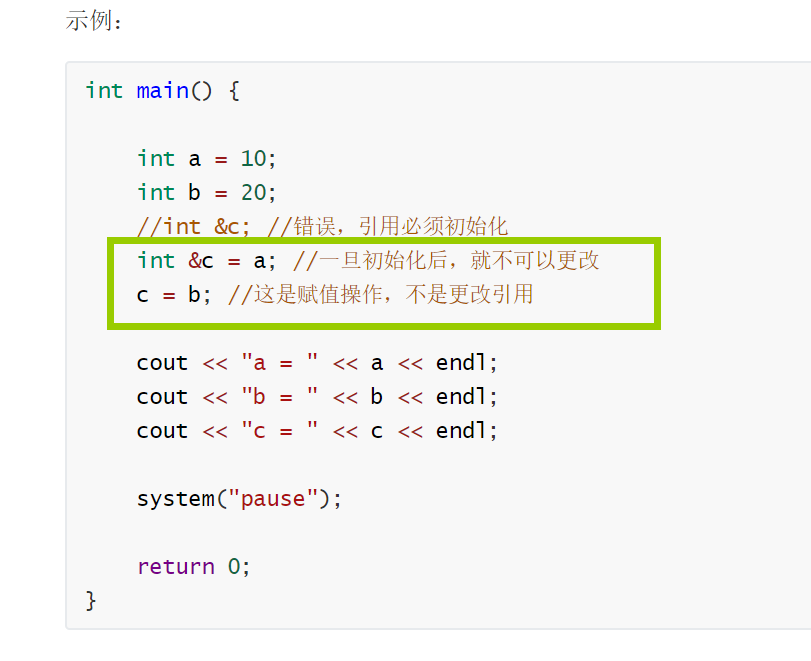 示例：
int main() {
int a = 10;
int b = 20;
//int &c; //错误，引用必须初始化
int &c = a; //一旦初始化后，就不可以更改
c = b; //这是赋值操作，不是更改引用
cout << "a = " << a << endl;
cout << "b = " << b << endl;
cout << "c = " << c << endl;
system("pause");
return 0;
}